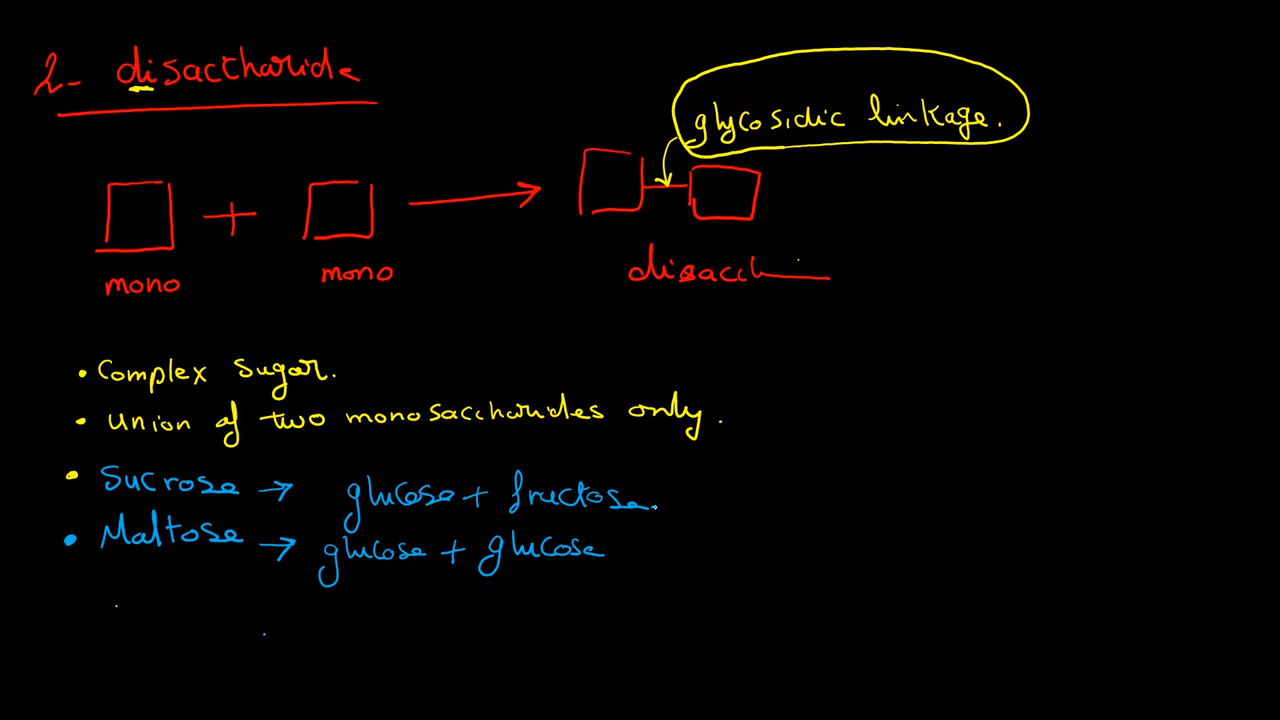 2- disaccharide
glycosidic linkage.
+
mono mono disacch
• Complex sugar.
• union of two monosaccharides only.
• Sucrose → glucose + fructose.
• Maltose → glucose + glucose